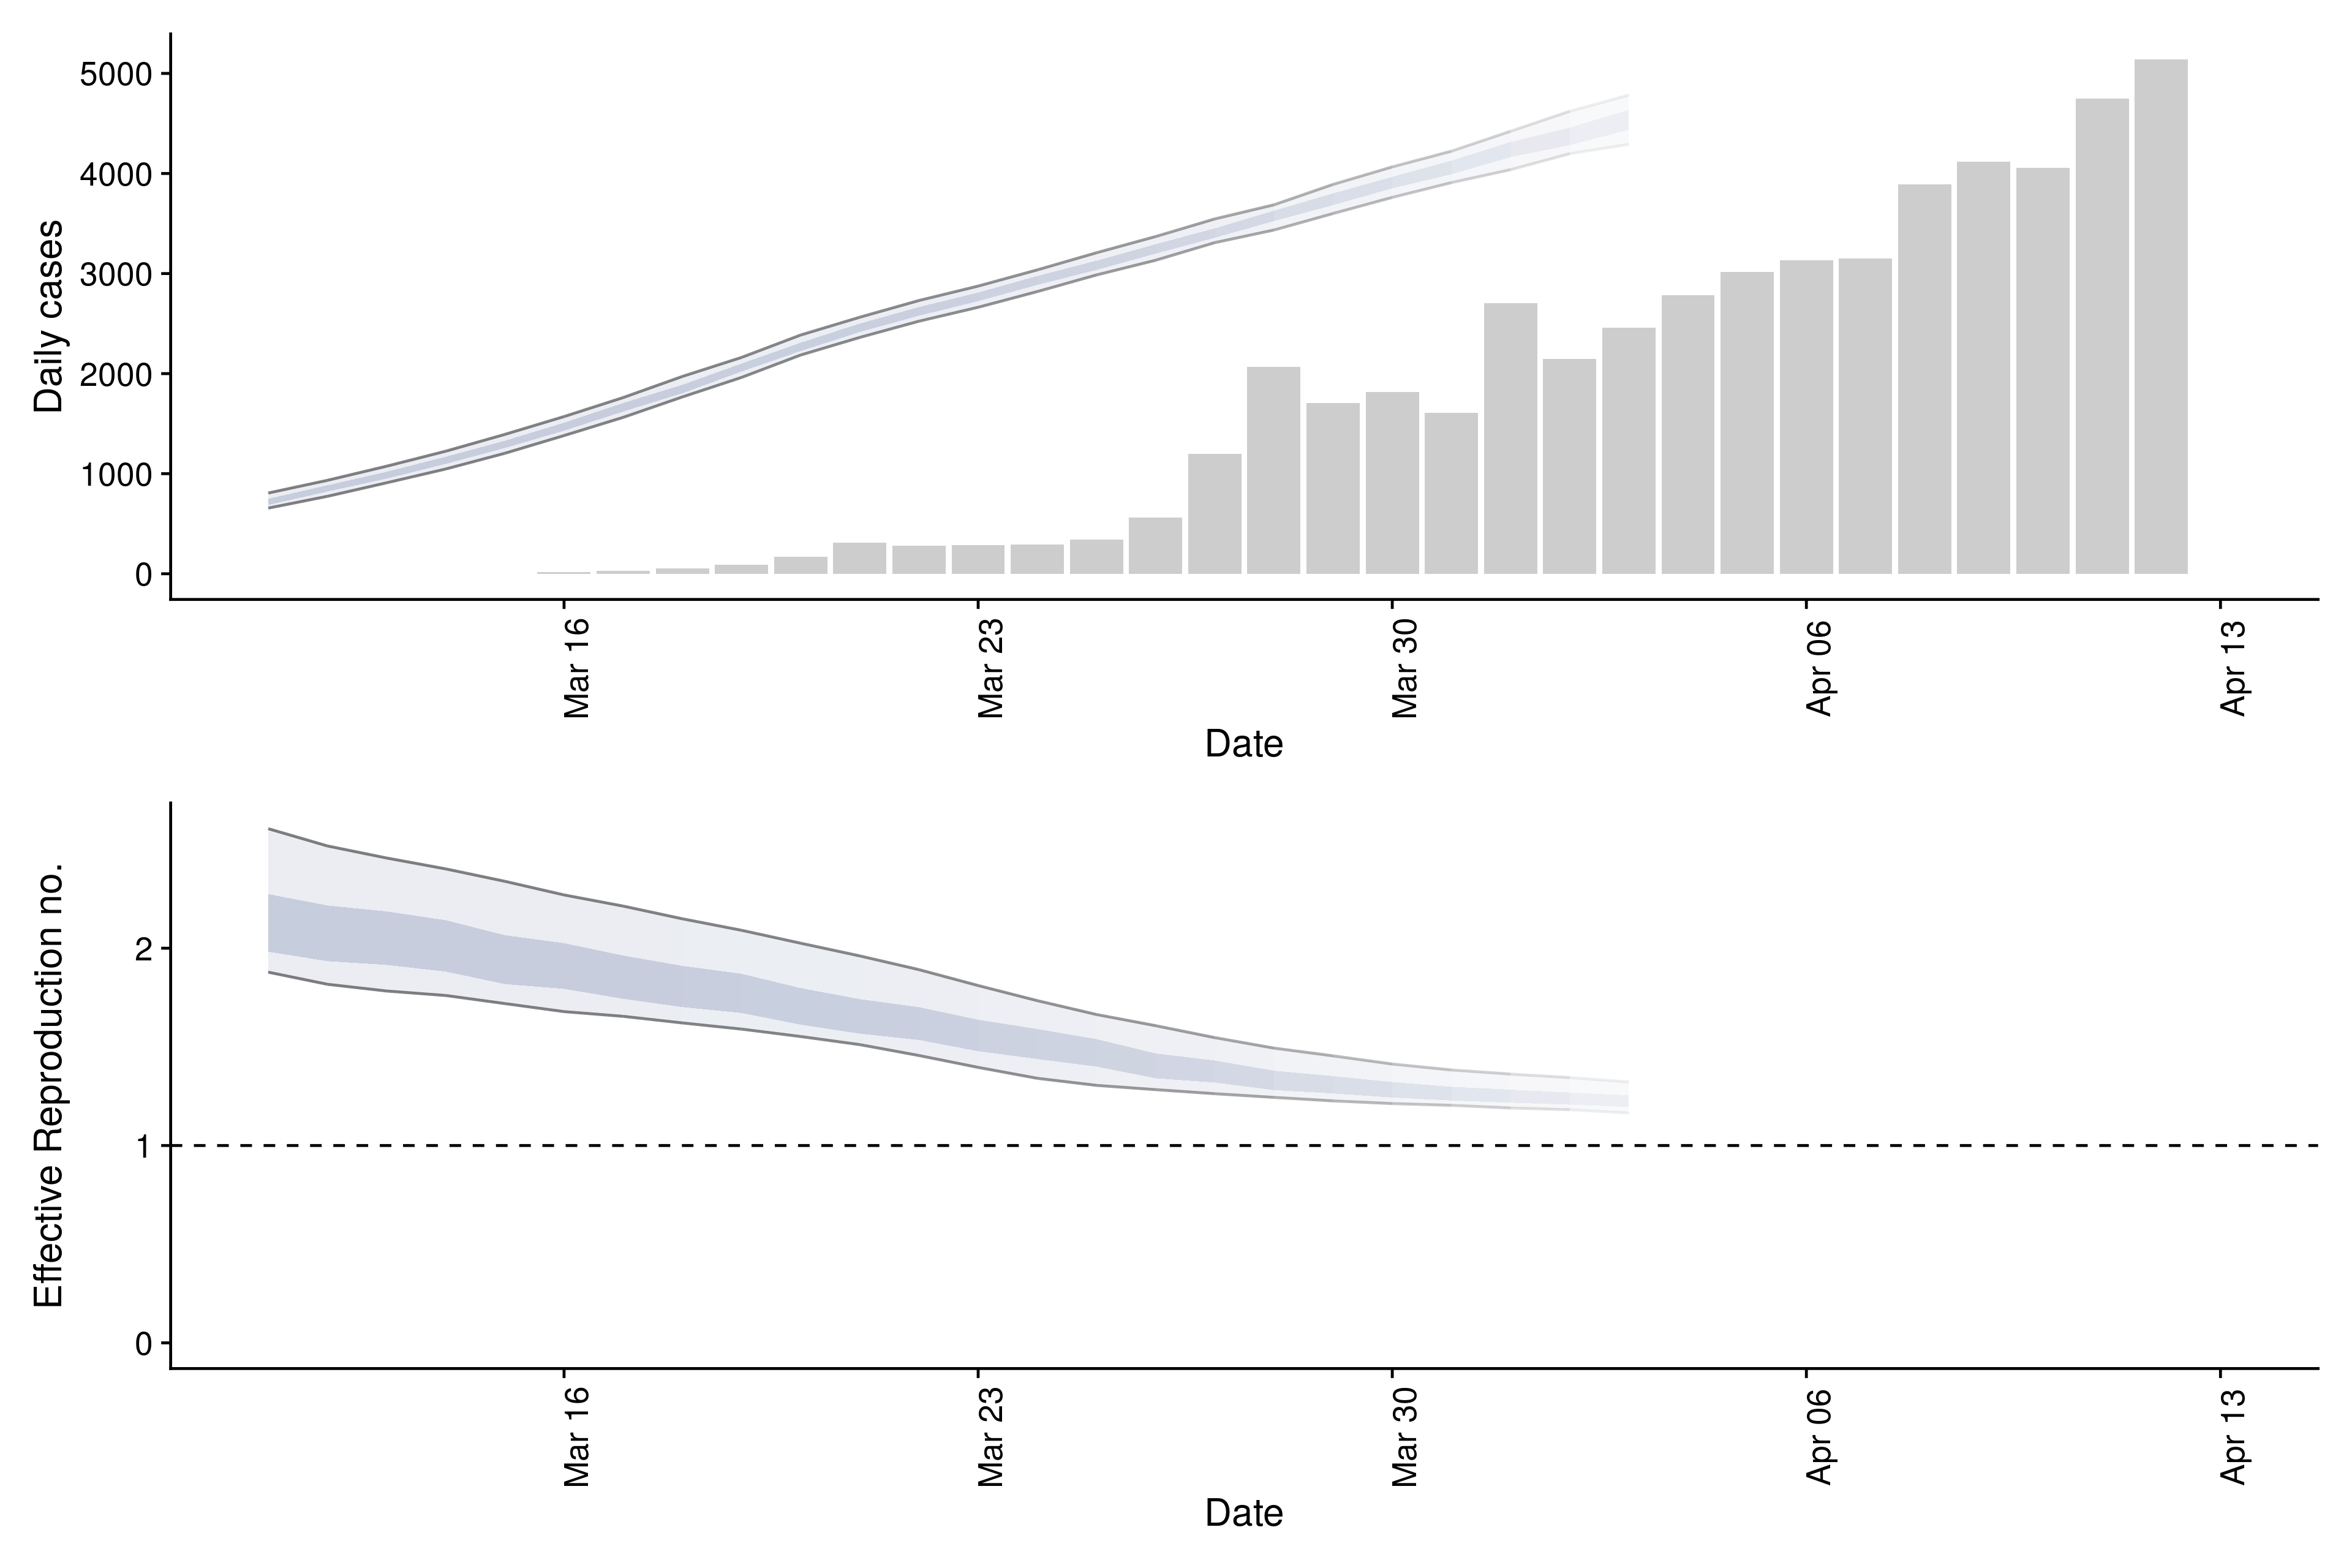 Daily cases
5000
4000
3000
2000
1000
0
Mar 16
Mar 23
Mar 30
Apr 06
Apr 13
Date
Effective Reproduction no.
2
1
0
Mar 16
Mar 23
Mar 30
Apr 06
Apr 13
Date